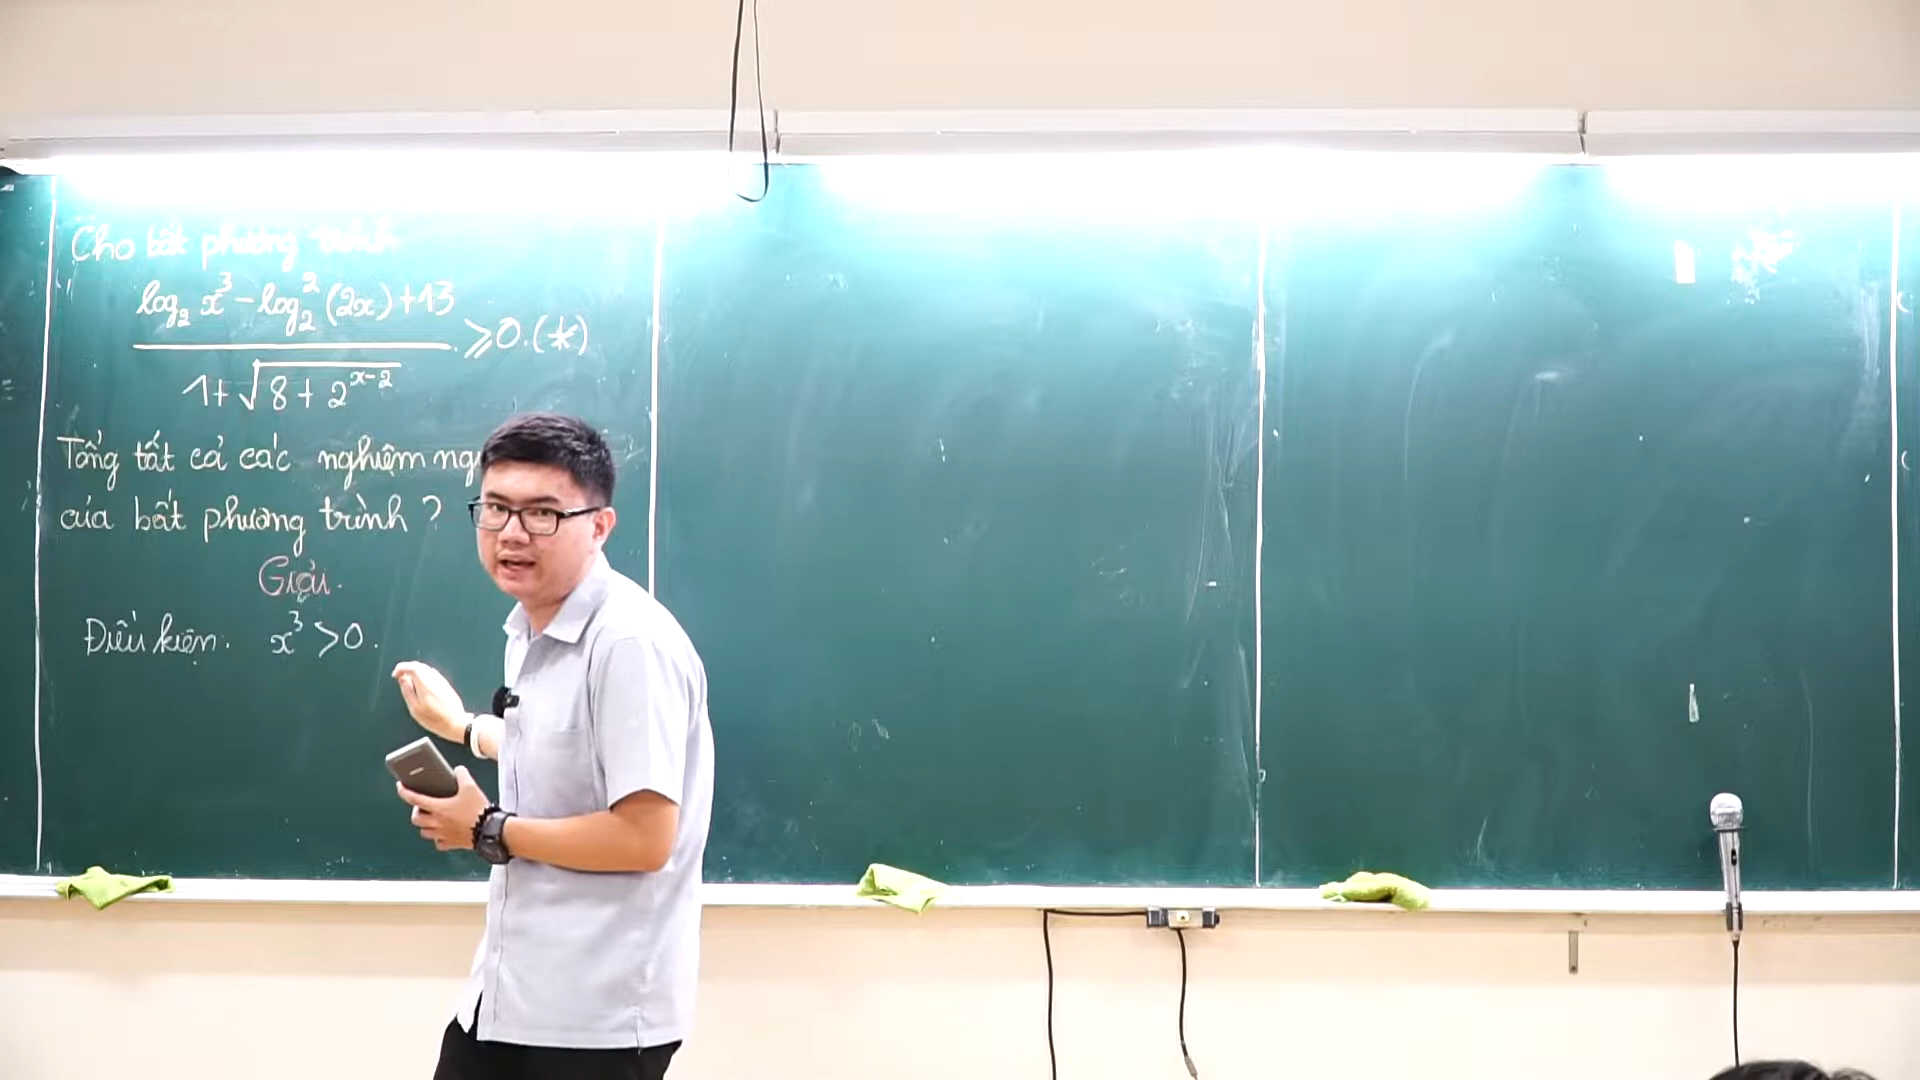 Cho bất phương trình
log₂ x³ - log₂² (2x) + 13
≥ 0. (*)
1 + √(8 + 2^(x-2))
Tổng tất cả các nghiệm
của bất phương trình ?
Giải.
Điều kiện: x³ > 0.